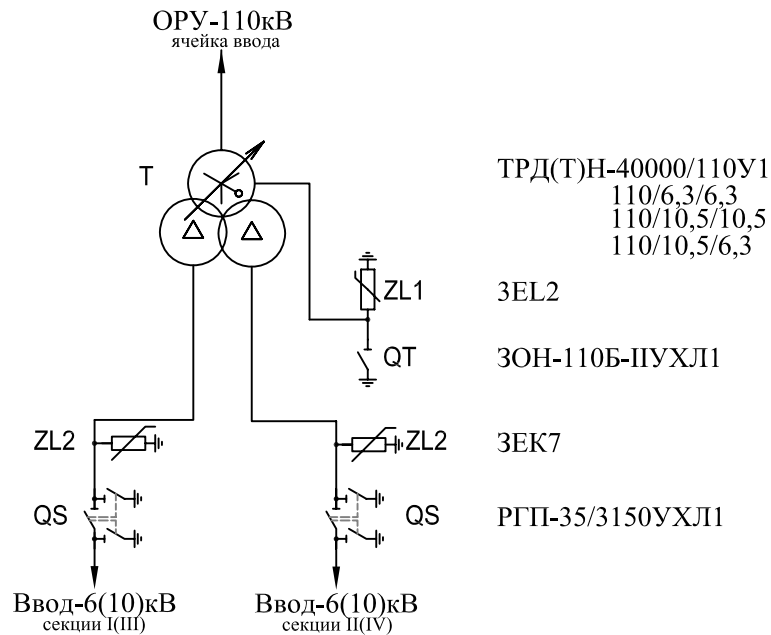 ОРУ-110кВ
ячейка ввода
Т
ТРД(Т)Н-40000/110У1
110/6,3/6,3
110/10,5/10,5
110/10,5/6,3
ZL1
3EL2
QT
ЗОН-110Б-IIУХЛ1
ZL2
ZL2
3ЕК7
QS
QS
РГП-35/3150УХЛ1
Ввод-6(10)кВ
секции I(III)
Ввод-6(10)кВ
секции II(IV)